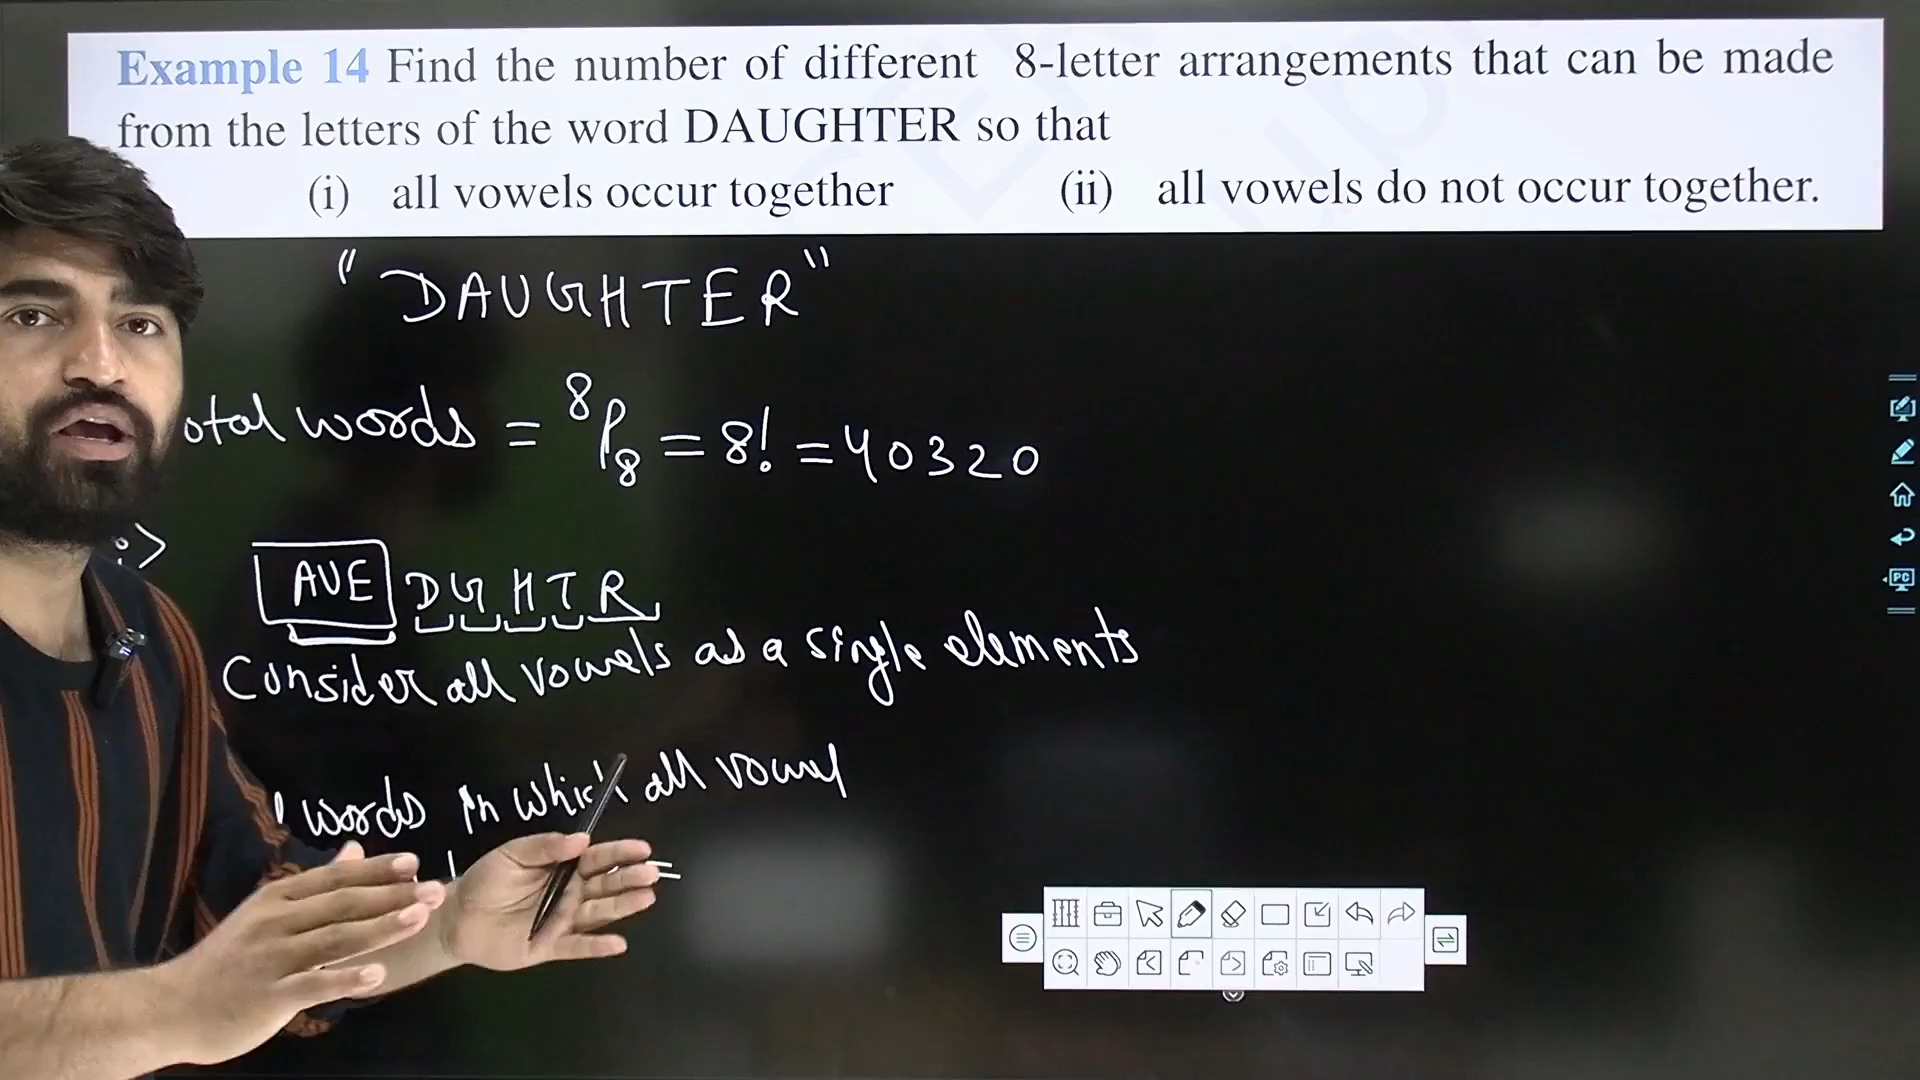 Example 14 Find the number of different 8-letter arrangements that can be made
from the letters of the word DAUGHTER so that
(i) all vowels occur together (ii) all vowels do not occur together.
"DAUGHTER"
otal words = ⁸P₈ = 8! = 40320
:>
AUE D G H T R
Consider all vowels as a single elements
words in which all vowel
=
PC